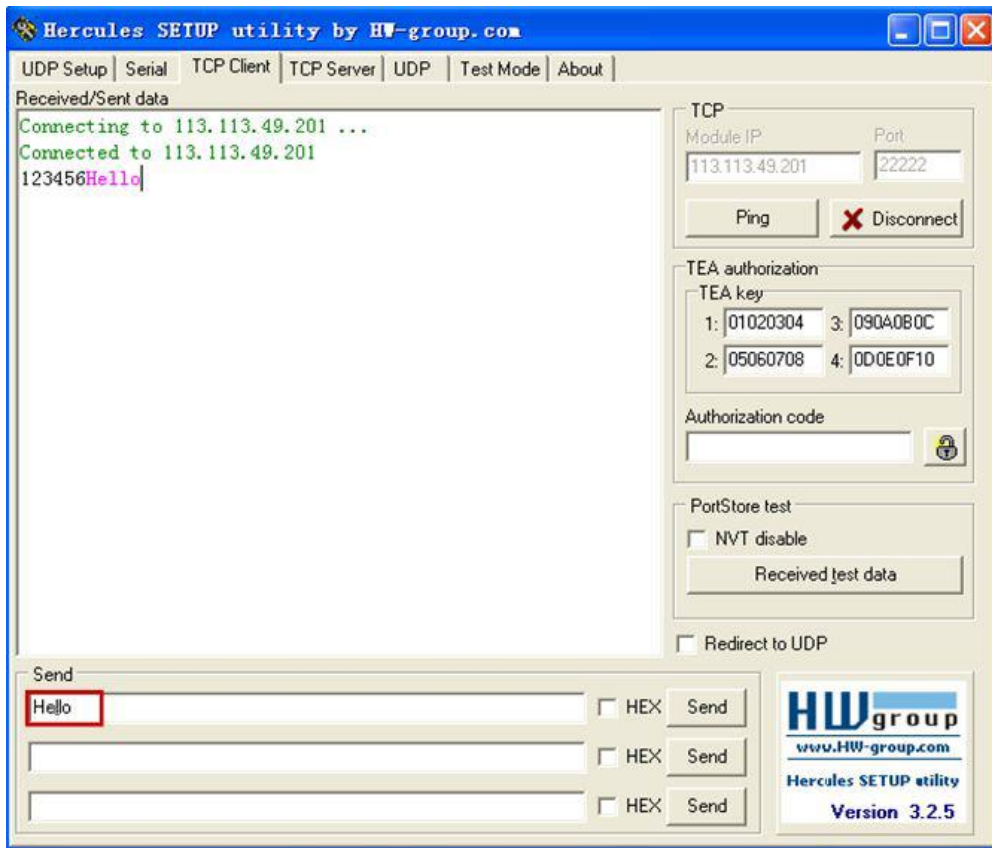 Hercules SETUP utility by HW-group.com
UDP Setup Serial TCP Client TCP Server UDP Test Mode About
Received/Sent data
Connecting to 113.113.49.201 ...
Connected to 113.113.49.201
123456Hello
TCP
Module IP Port
113.113.49.201 22222
Ping Disconnect
TEA authorization
TEA key
1: 01020304 3: 090A0B0C
2: 05060708 4: 0D0E0F10
Authorization code
PortStore test
NVT disable
Received test data
Redirect to UDP
Send
Hello HEX Send
HEX Send
HEX Send
HW group
www.HW-group.com
Hercules SETUP utility
Version 3.2.5